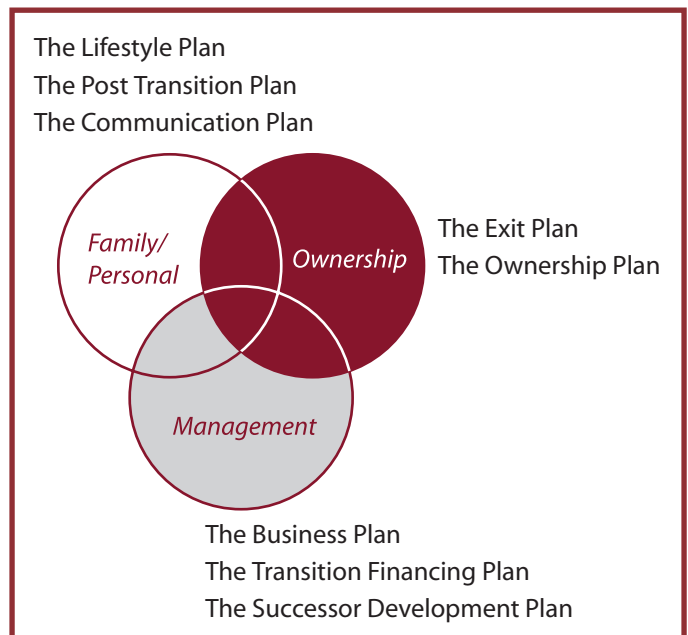 The Lifestyle Plan
The Post Transition Plan
The Communication Plan
Family/
Personal
Ownership
The Exit Plan
The Ownership Plan
Management
The Business Plan
The Transition Financing Plan
The Successor Development Plan